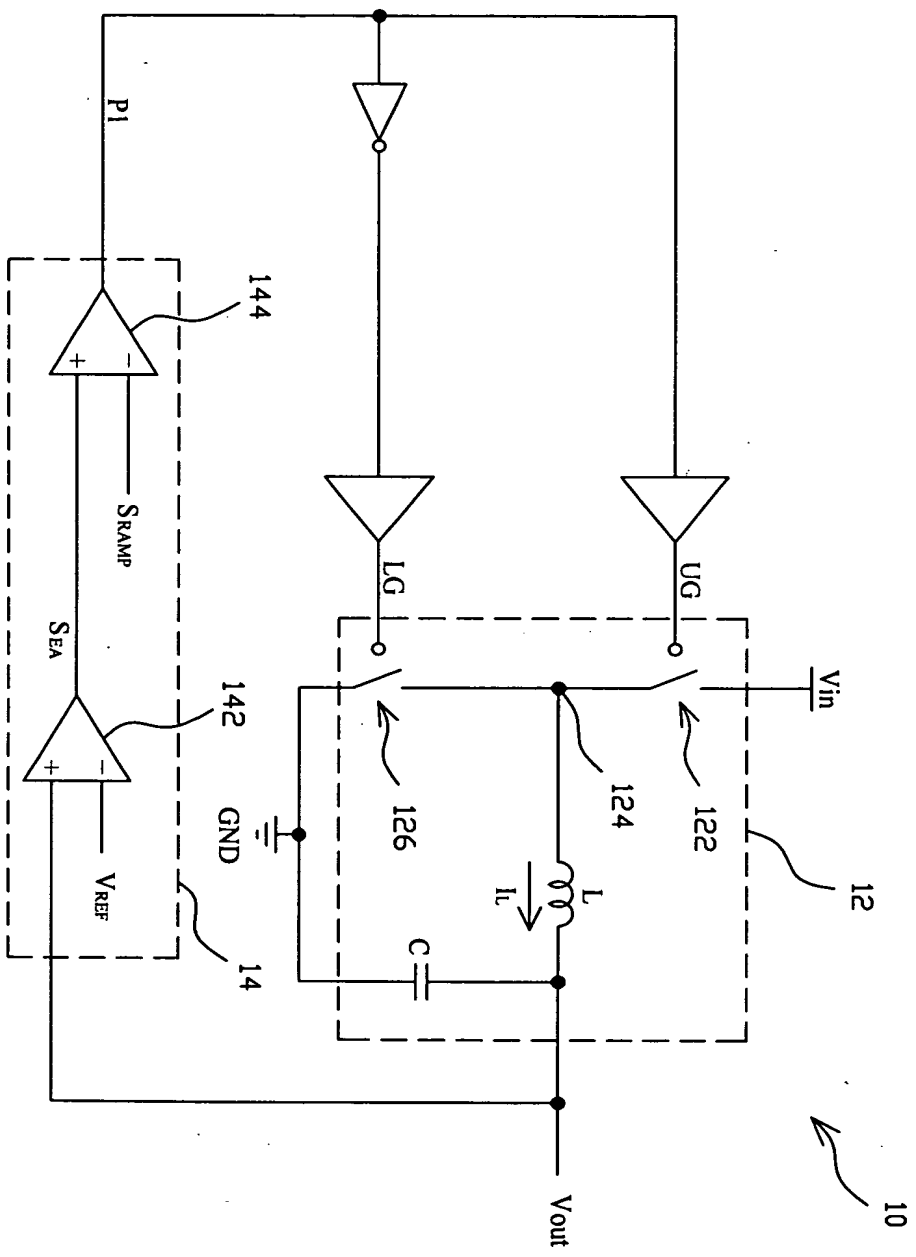 P1
144
-
+
SRAMP
SEA
142
-
+
VREF
14
LG
UG
Vin
122
124
126
12
L
IL
C
GND
Vout
10